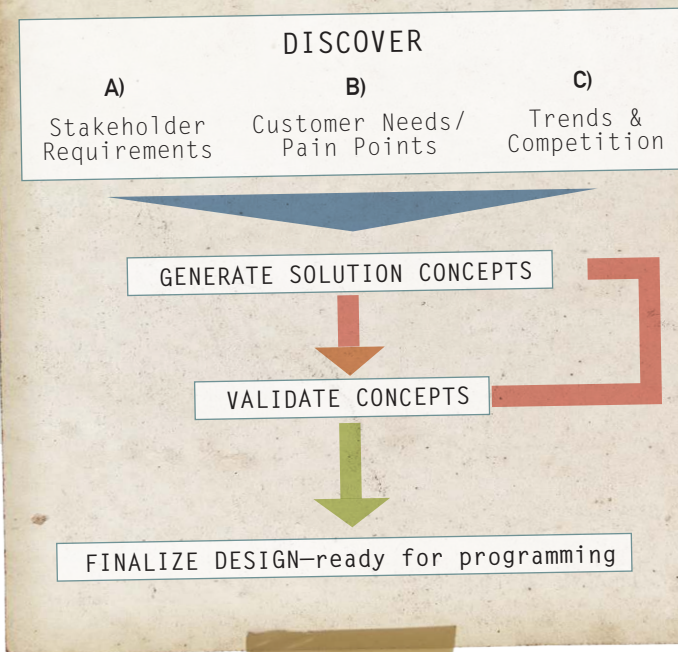 DISCOVER
A)
Stakeholder
Requirements
B)
Customer Needs/
Pain Points
C)
Trends &
Competition
GENERATE SOLUTION CONCEPTS
VALIDATE CONCEPTS
FINALIZE DESIGN—ready for programming